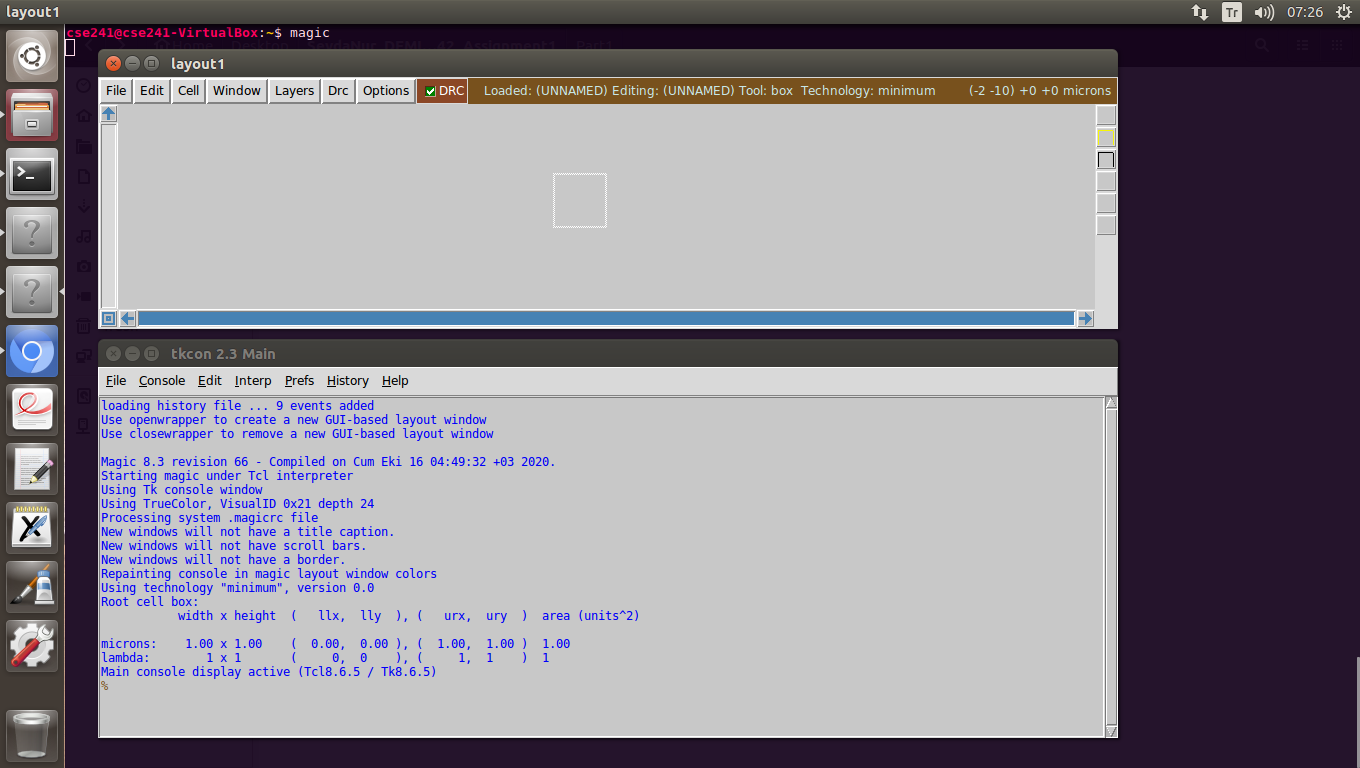 layout1
Tr
07:26
cse241@cse241-VirtualBox:~$ magic
layout1
File Edit Cell Window Layers Drc Options DRC Loaded: (UNNAMED) Editing: (UNNAMED) Tool: box Technology: minimum (-2 -10) +0 +0 microns
tkcon 2.3 Main
File Console Edit Interp Prefs History Help
loading history file ... 9 events added
Use openwrapper to create a new GUI-based layout window
Use closewrapper to remove a new GUI-based layout window
Magic 8.3 revision 66 - Compiled on Cum Eki 16 04:49:32 +03 2020.
Starting magic under Tcl interpreter
Using Tk console window
Using TrueColor, VisualID 0x21 depth 24
Processing system .magicrc file
New windows will not have a title caption.
New windows will not have scroll bars.
New windows will not have a border.
Repainting console in magic layout window colors
Using technology "minimum", version 0.0
Root cell box:
width x height ( llx, lly ), ( urx, ury ) area (units^2)
microns: 1.00 x 1.00 ( 0.00, 0.00 ), ( 1.00, 1.00 ) 1.00
lambda: 1 x 1 ( 0, 0 ), ( 1, 1 ) 1
Main console display active (Tcl8.6.5 / Tk8.6.5)
%